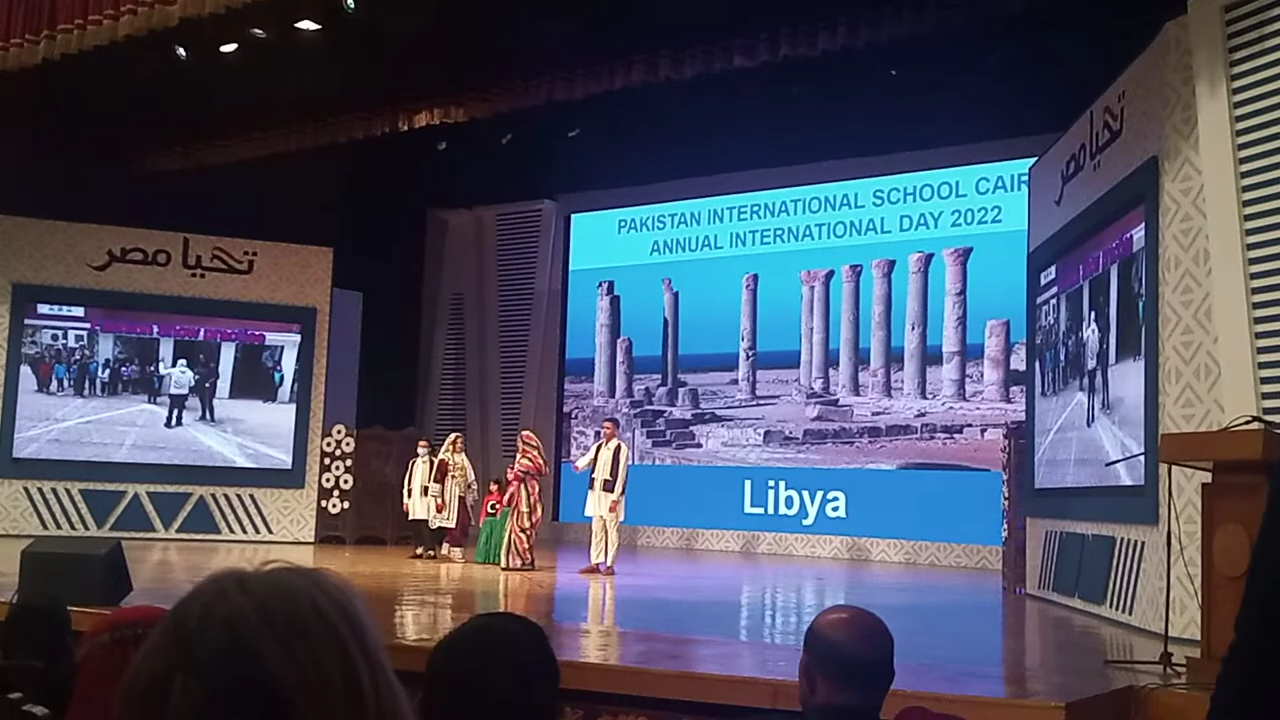 تحيا مصر
PAKISTAN INTERNATIONAL SCHOOL CAIR
ANNUAL INTERNATIONAL DAY 2022
Libya
تحيا مصر